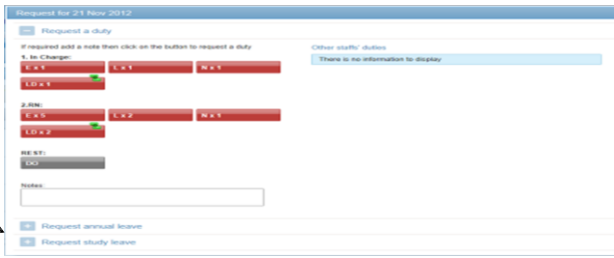 Request for 21 Nov 2012
Request a duty
If required add a note then click on the button to request a duty
Other staffs' duties
1. In Charge:
There is no information to display
E x 1
L x 1
N x 1
LD x 1
2.RN:
E x 5
L x 2
N x 1
LD x 2
REST:
DO
Notes:
Request annual leave
Request study leave